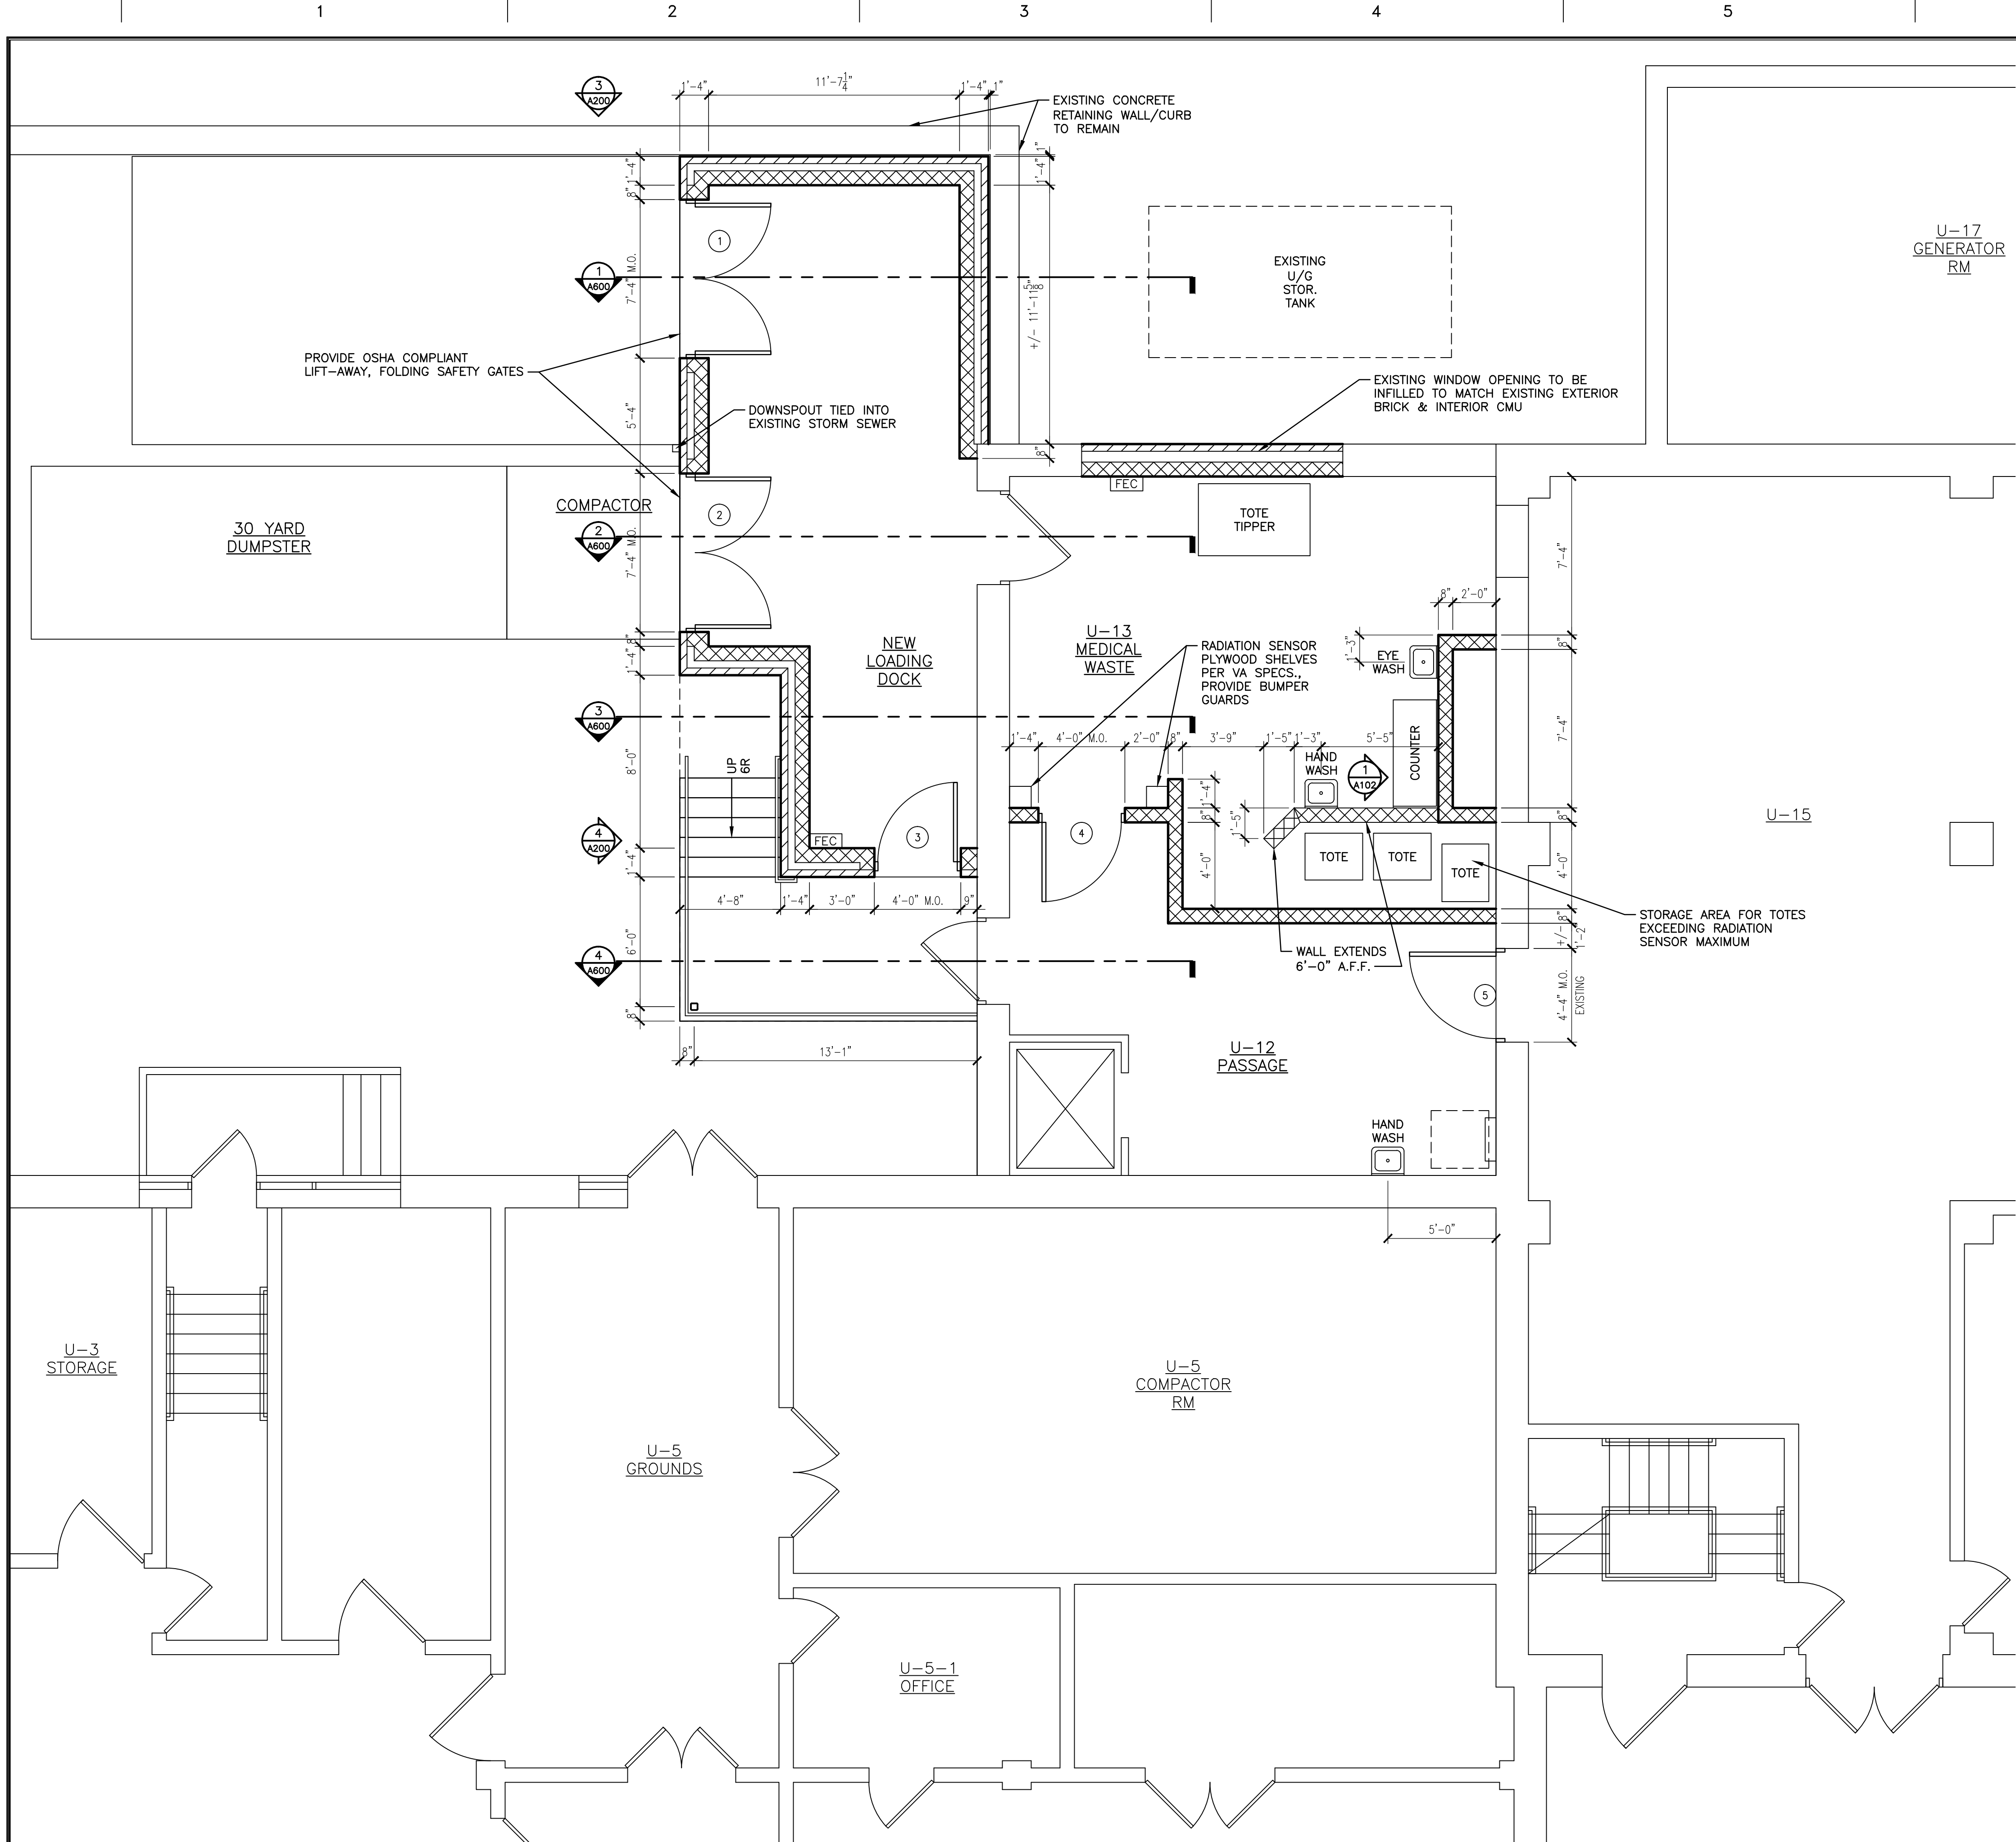 1
2
3
4
5
3
A200
1'-4"
11'-7 1/4"
1'-4"
1"
EXISTING CONCRETE
RETAINING WALL/CURB
TO REMAIN
1'-4"
8"
1"
1'-4"
U-17
GENERATOR
RM
1
1
A600
7'-4" M.O.
+/- 11'-11 5/8"
EXISTING
U/G
STOR.
TANK
PROVIDE OSHA COMPLIANT
LIFT-AWAY, FOLDING SAFETY GATES
EXISTING WINDOW OPENING TO BE
INFILLED TO MATCH EXISTING EXTERIOR
BRICK & INTERIOR CMU
5'-4"
DOWNSPOUT TIED INTO
EXISTING STORM SEWER
8"
FEC
COMPACTOR
30 YARD
DUMPSTER
2
A600
7'-4" M.O.
2
TOTE
TIPPER
7'-4"
8"
2'-0"
8"
1'-4"
NEW
LOADING
DOCK
U-13
MEDICAL
WASTE
RADIATION SENSOR
PLYWOOD SHELVES
PER VA SPECS.,
PROVIDE BUMPER
GUARDS
1'-3"
EYE
WASH
8"
3
A600
8'-0"
UP
6R
1'-4"
4'-0" M.O.
2'-0"
8"
3'-9"
1'-5"
1'-3"
5'-5"
HAND
WASH
1
A102
COUNTER
7'-4"
1'-4"
8"
1'-5"
8"
U-15
4
A200
1'-4"
FEC
3
4
4'-0"
TOTE
TOTE
TOTE
4'-0"
4'-8"
1'-4"
3'-0"
4'-0" M.O.
9"
STORAGE AREA FOR TOTES
EXCEEDING RADIATION
SENSOR MAXIMUM
8"
+/-
1'-2"
6'-0"
4
A600
WALL EXTENDS
6'-0" A.F.F.
5
4'-4" M.O.
EXISTING
8"
8"
13'-1"
U-12
PASSAGE
HAND
WASH
5'-0"
U-3
STORAGE
U-5
COMPACTOR
RM
U-5
GROUNDS
U-5-1
OFFICE